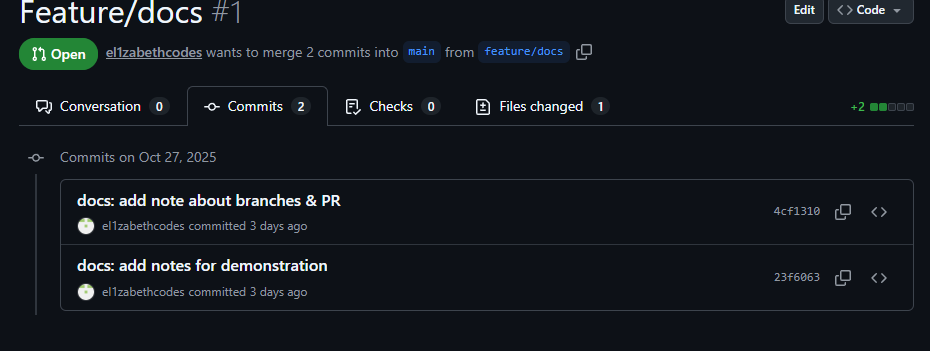 Feature/docs #1
Edit
Code
Open
el1zabethcodes wants to merge 2 commits into main from feature/docs
Conversation 0
Commits 2
Checks 0
Files changed 1
+2
Commits on Oct 27, 2025
docs: add note about branches & PR
el1zabethcodes committed 3 days ago
4cf1310
docs: add notes for demonstration
el1zabethcodes committed 3 days ago
23f6063